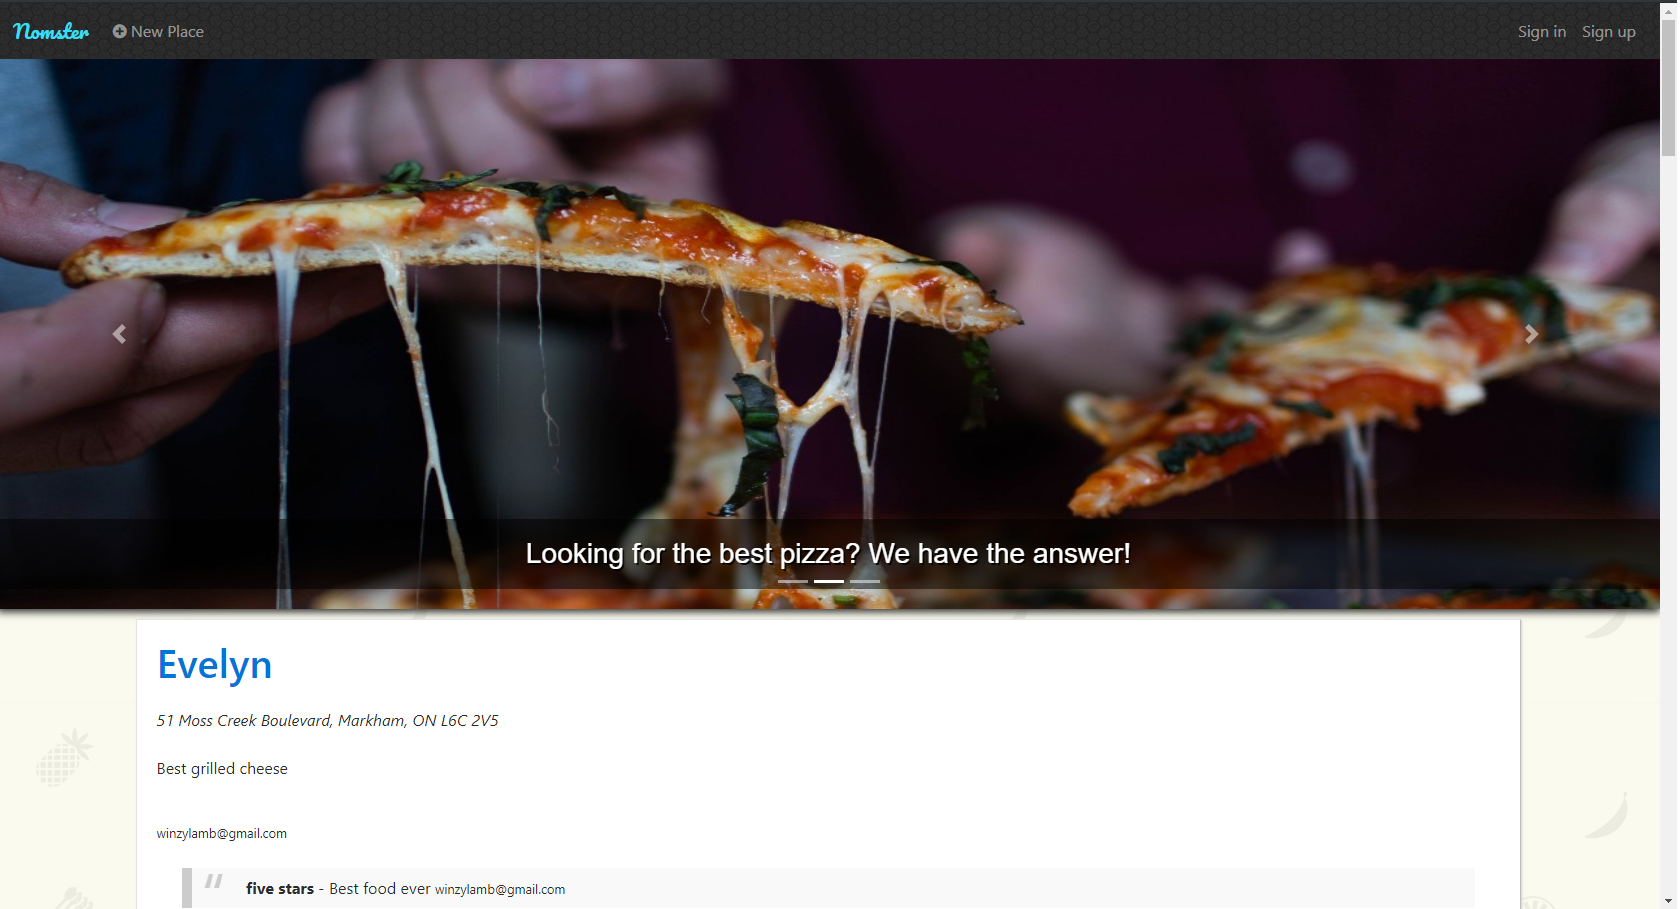 Nomster New Place Sign in Sign up
Looking for the best pizza? We have the answer!
Evelyn
51 Moss Creek Boulevard, Markham, ON L6C 2V5
Best grilled cheese
winzylamb@gmail.com
“ five stars - Best food ever winzylamb@gmail.com